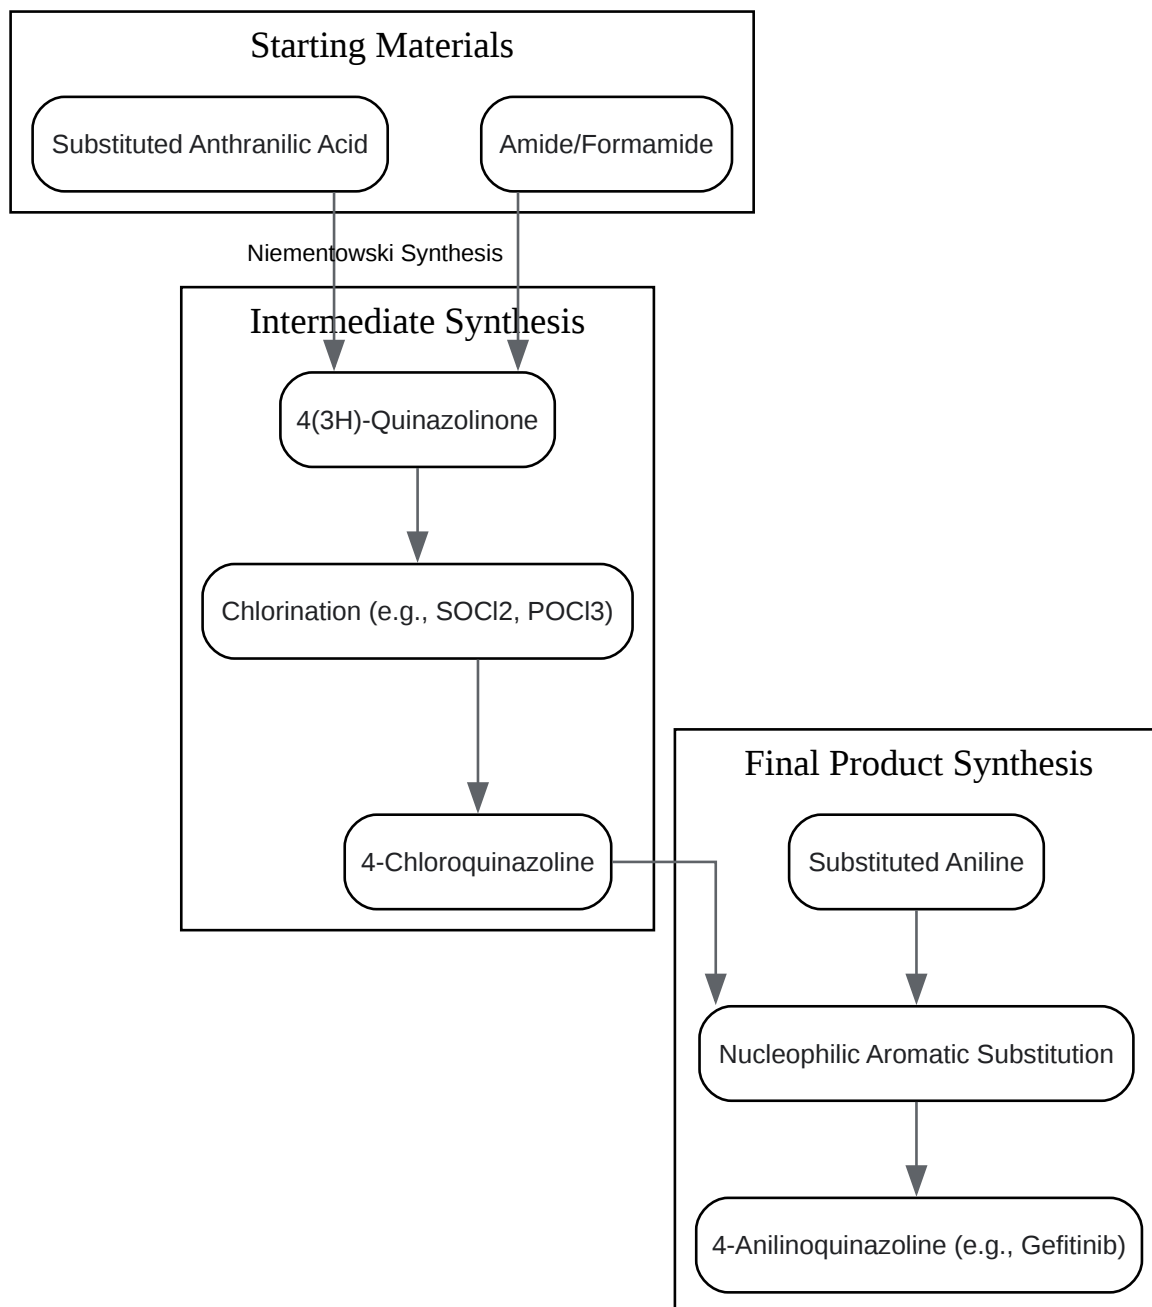 Starting Materials
Substituted Anthranilic Acid
Amide/Formamide
Niementowski Synthesis
Intermediate Synthesis
4(3H)-Quinazolinone
Chlorination (e.g., SOCl2, POCl3)
Final Product Synthesis
4-Chloroquinazoline
Substituted Aniline
Nucleophilic Aromatic Substitution
4-Anilinoquinazoline (e.g., Gefitinib)